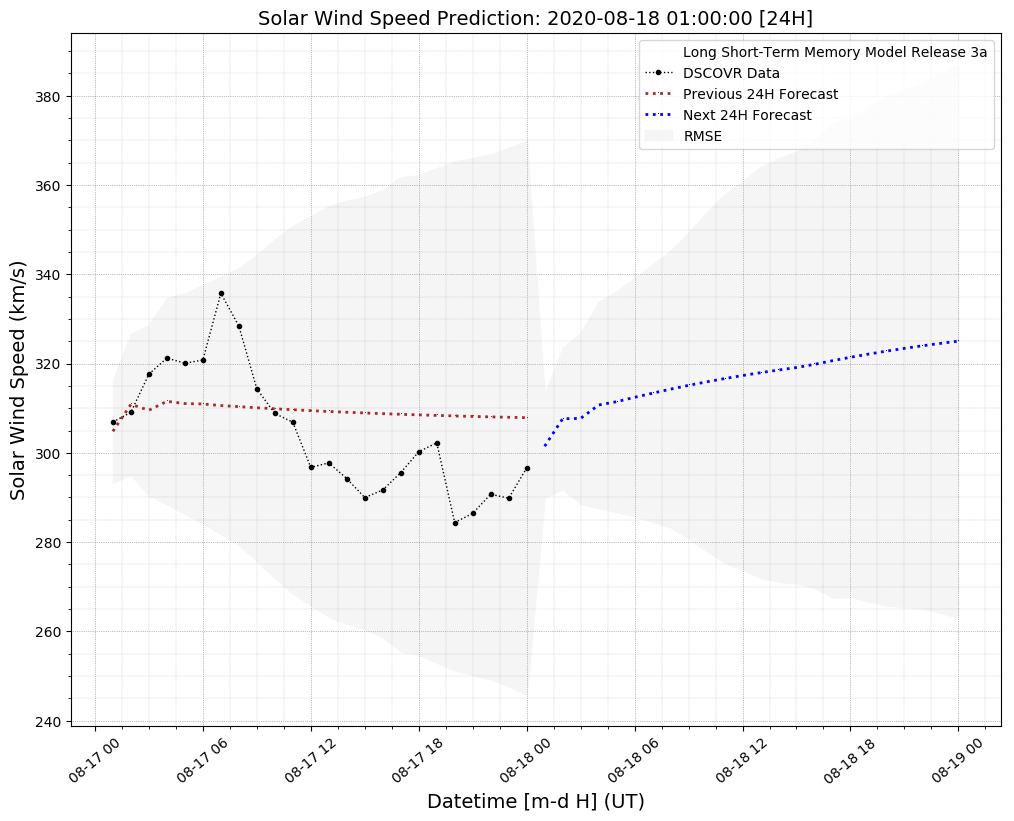 Solar Wind Speed Prediction: 2020-08-18 01:00:00 [24H]
Long Short-Term Memory Model Release 3a
DSCOVR Data
Previous 24H Forecast
Next 24H Forecast
RMSE
Solar Wind Speed (km/s)
380
360
340
320
300
280
260
240
08-17 00
08-17 06
08-17 12
08-17 18
08-18 00
08-18 06
08-18 12
08-18 18
08-19 00
Datetime [m-d H] (UT)